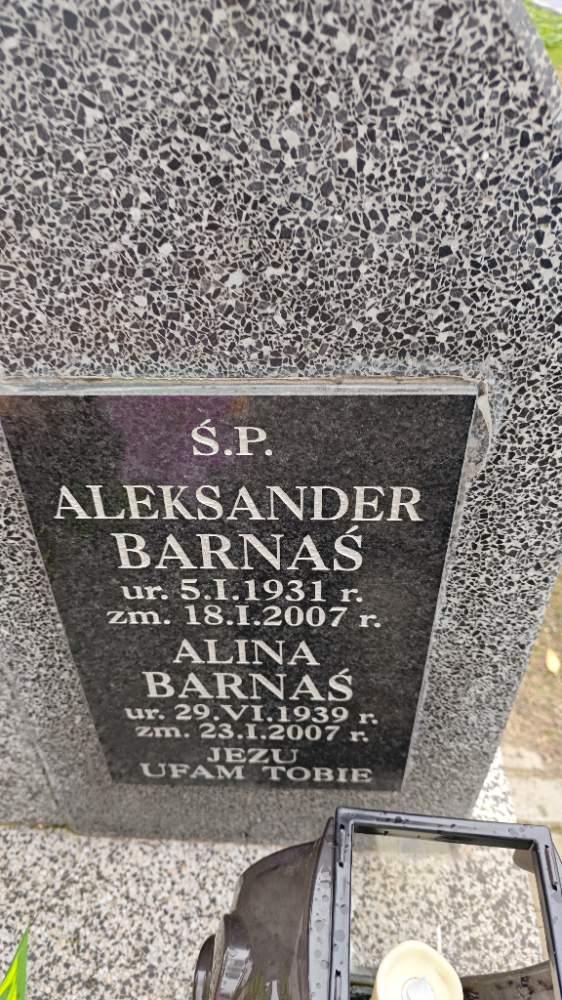 Ś.P.
ALEKSANDER
BARNAŚ
ur. 5.I.1931 r.
zm. 18.I.2007 r.
ALINA
BARNAŚ
ur. 29.VI.1939 r.
zm. 23.I.2007 r.
JEZU
UFAM TOBIE